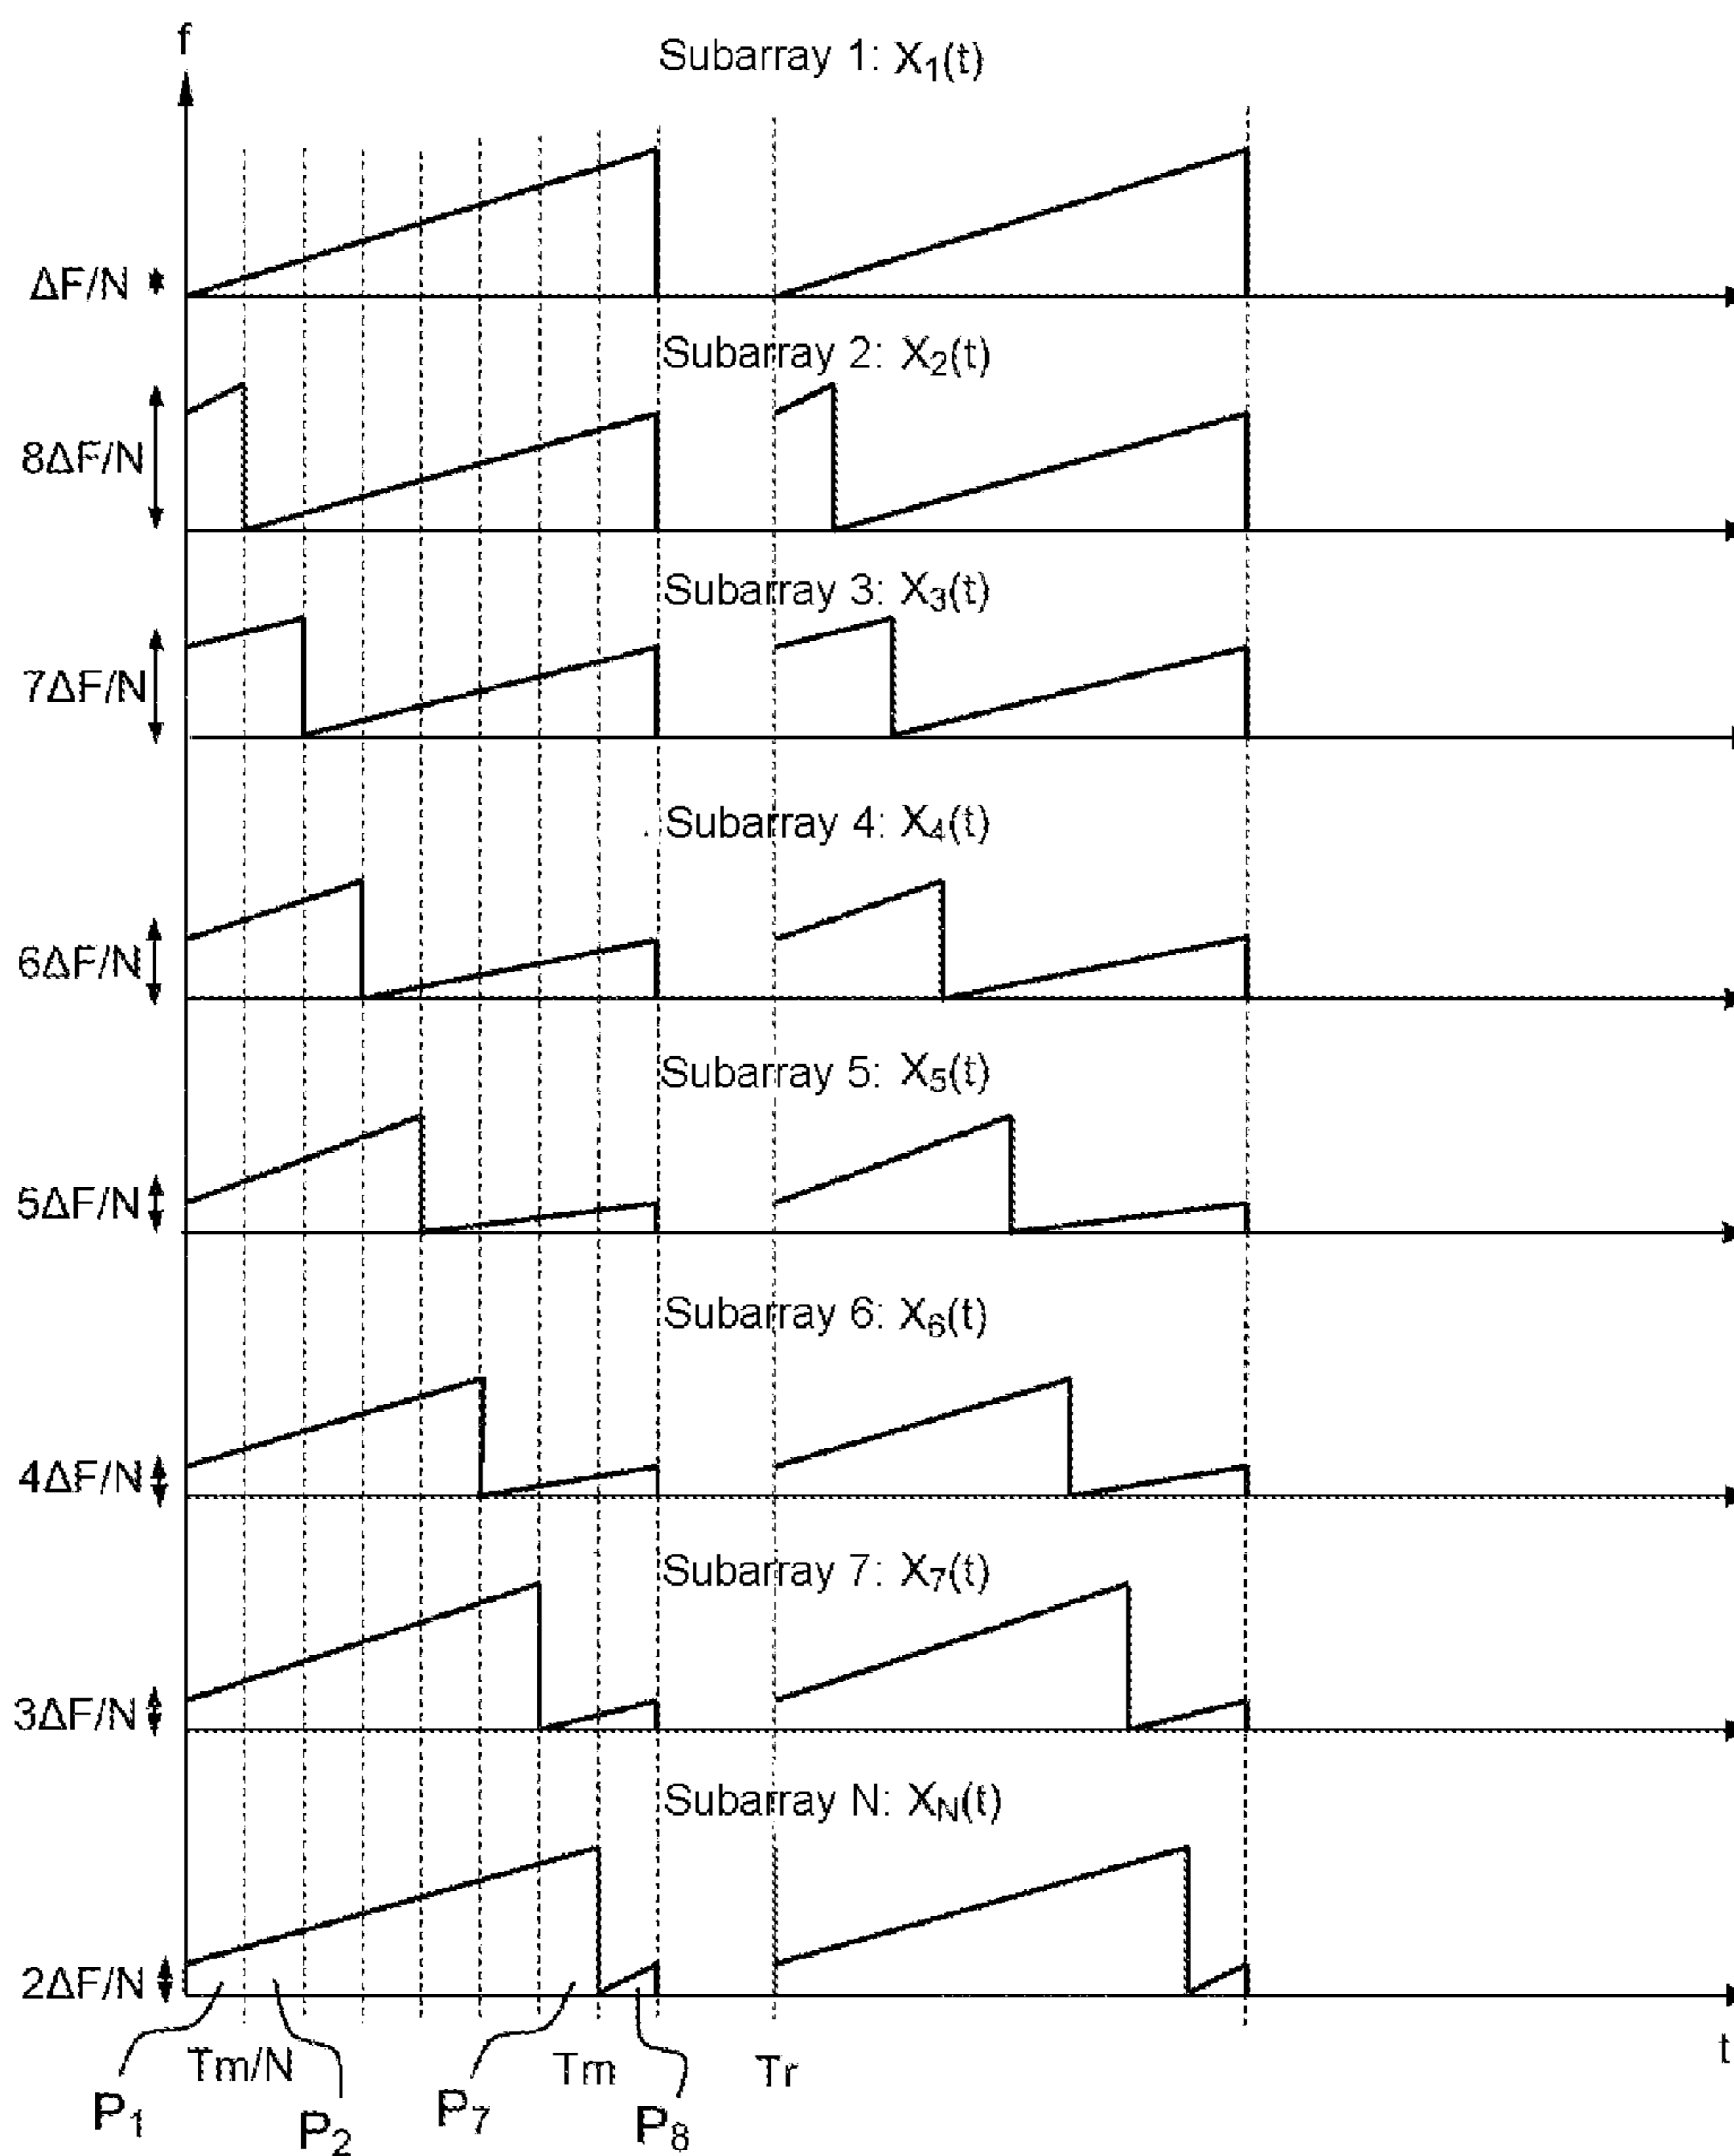 f
Subarray 1: X1(t)
ΔF/N
Subarray 2: X2(t)
8ΔF/N
Subarray 3: X3(t)
7ΔF/N
Subarray 4: X4(t)
6ΔF/N
Subarray 5: X5(t)
5ΔF/N
Subarray 6: X6(t)
4ΔF/N
Subarray 7: X7(t)
3ΔF/N
Subarray N: XN(t)
2ΔF/N
Tm/N Tm Tr t
P1 P2 P7 P8